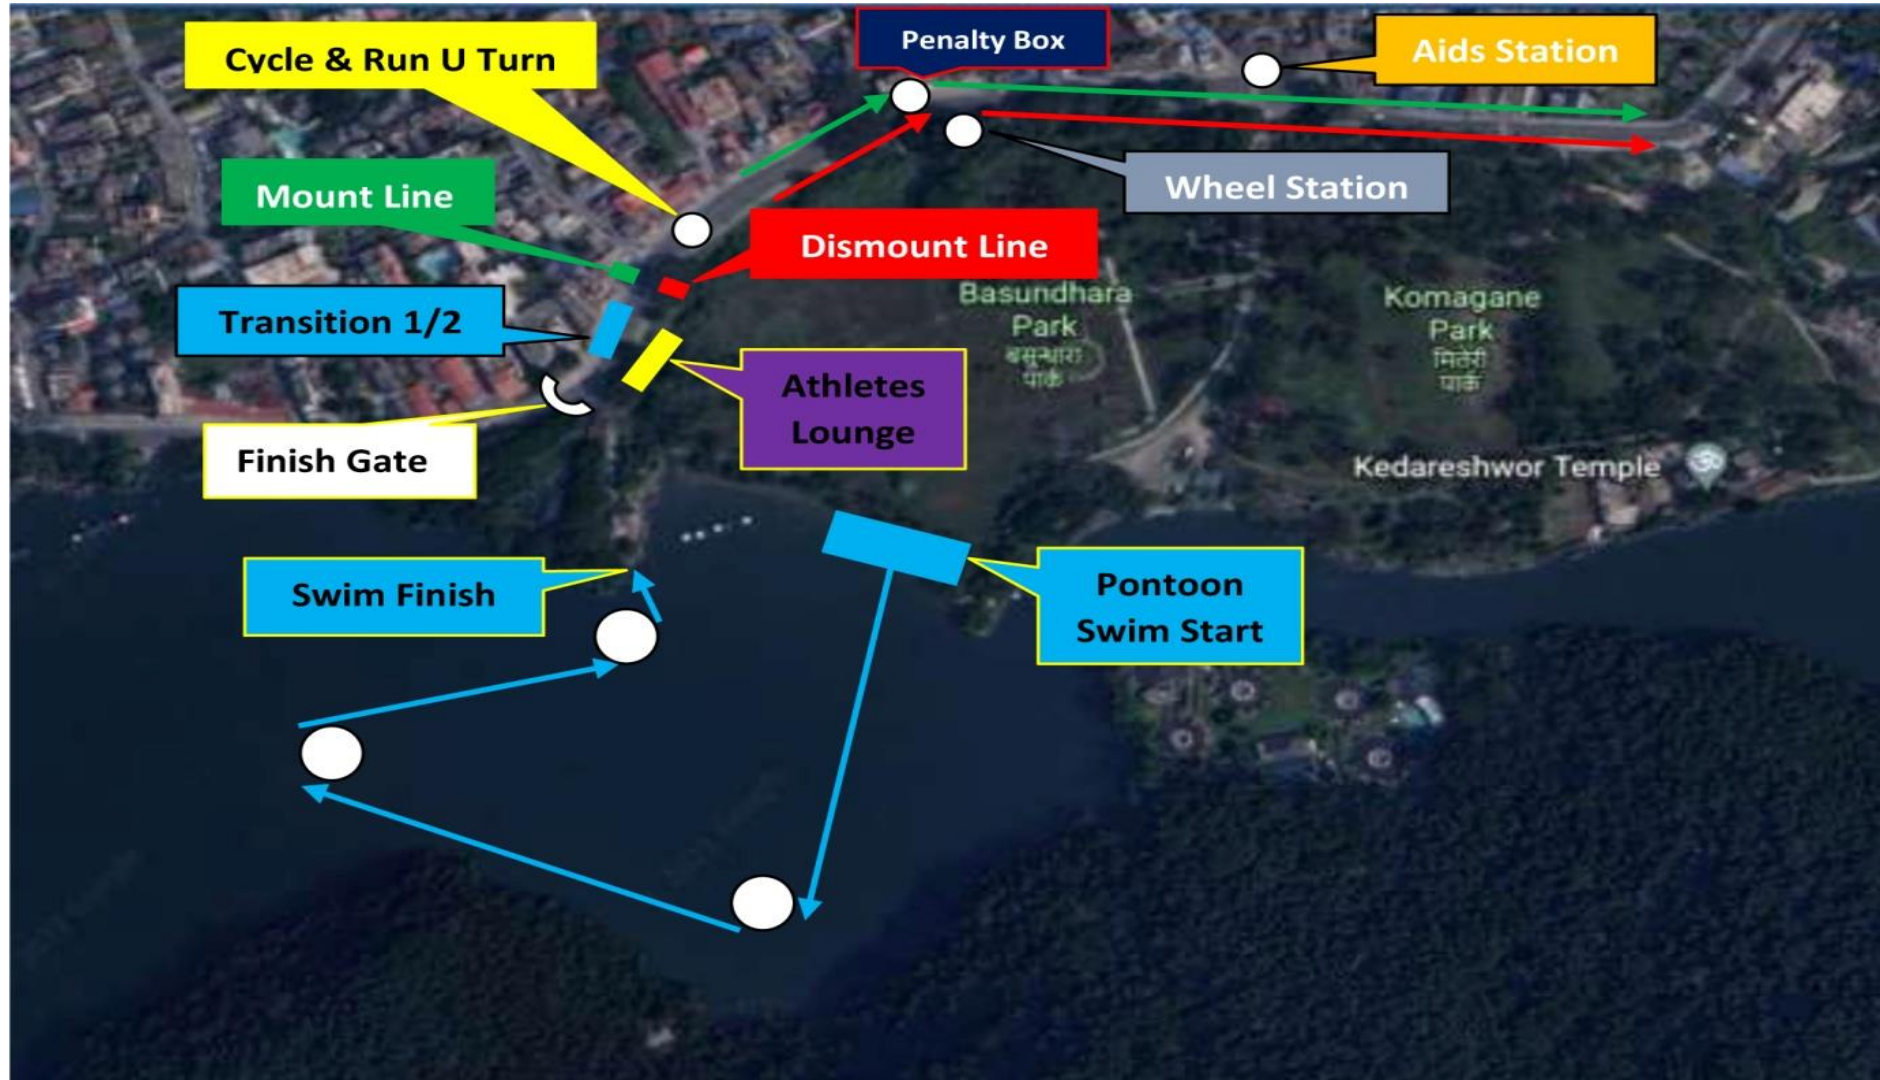 Cycle & Run U Turn
Penalty Box
Aids Station
Mount Line
Wheel Station
Dismount Line
Transition 1/2
Basundhara
Park
बसुन्धारा
पार्क
Komagane
Park
मितेरी
पार्क
Athletes
Lounge
Finish Gate
Kedareshwor Temple
Swim Finish
Pontoon
Swim Start